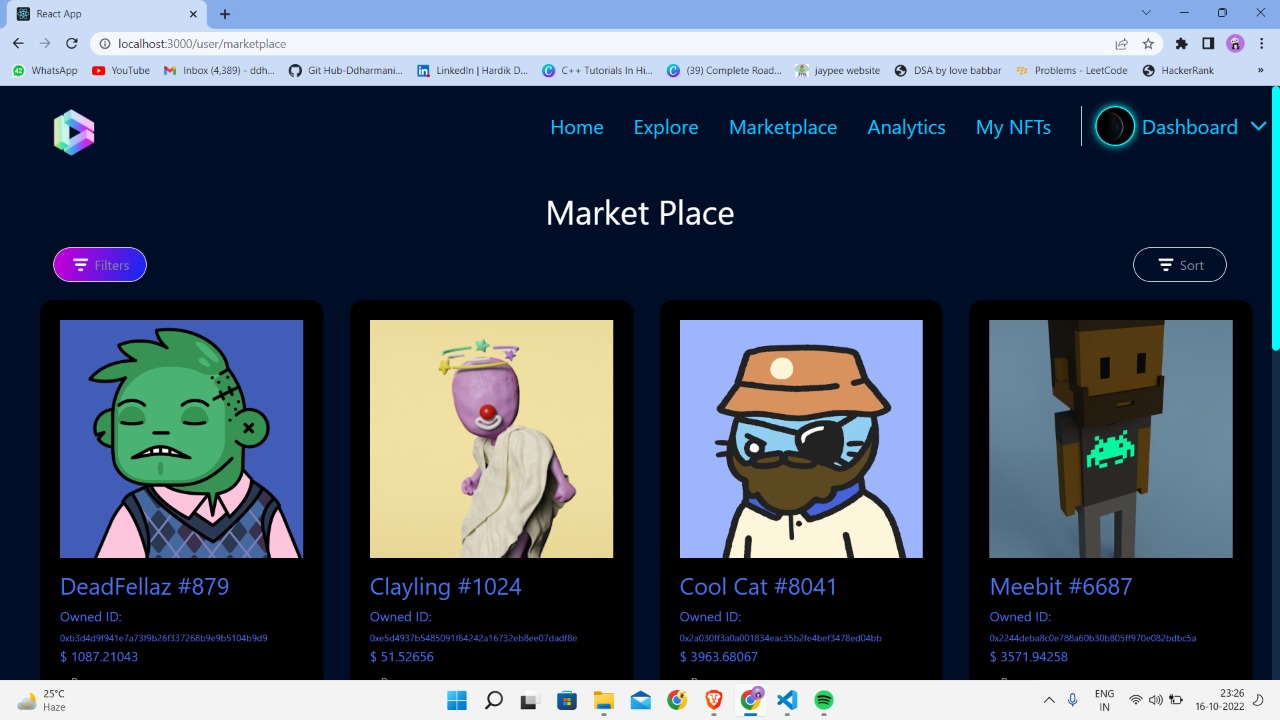 React App
localhost:3000/user/marketplace
WhatsApp
YouTube
Inbox (4,389) - ddh...
Git Hub-Ddharmani...
LinkedIn | Hardik D...
C++ Tutorials In Hi...
(39) Complete Road...
jaypee website
DSA by love babbar
Problems - LeetCode
HackerRank
»
Home
Explore
Marketplace
Analytics
My NFTs
Dashboard
Market Place
Filters
Sort
DeadFellaz #879
Owned ID:
0xb3d4d9f941e7a73f9b26f337268b9e9b5104b9d9
$ 1087.21043
Clayling #1024
Owned ID:
0xe5d4937b5485091f64242a16732eb8ee07dadf8e
$ 51.52656
Cool Cat #8041
Owned ID:
0x2a030ff3a0a001834eac35b2fe4bef3478ed04bb
$ 3963.68067
Meebit #6687
Owned ID:
0x2244deba8c0e788a60b30b805ff970e082bdbc5a
$ 3571.94258
25°C
Haze
ENG
IN
23:26
16-10-2022